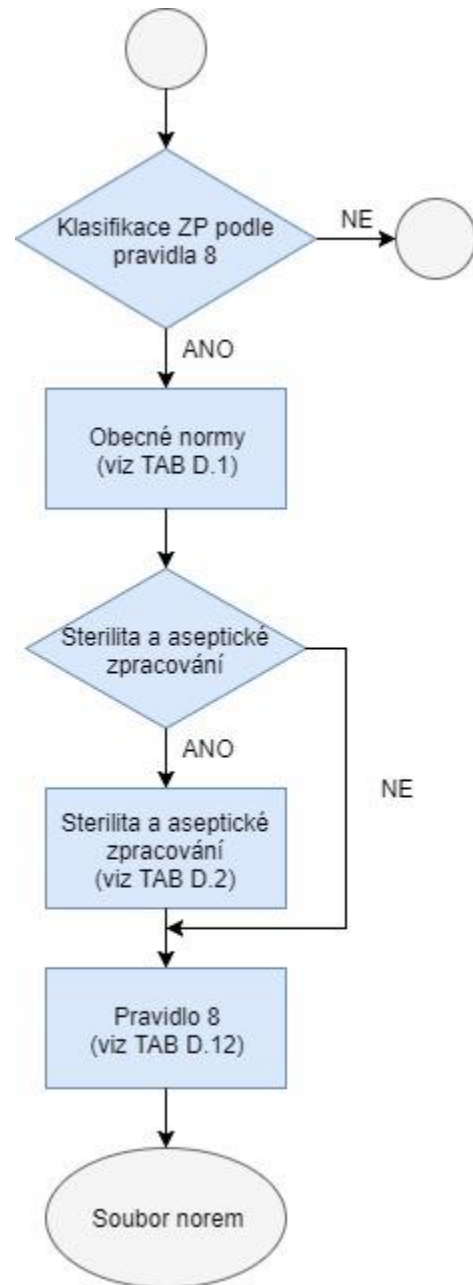 Klasifikace ZP podle
pravidla 8
NE
ANO
Obecné normy
(viz TAB D.1)
Sterilita a aseptické
zpracování
ANO
NE
Sterilita a aseptické
zpracování
(viz TAB D.2)
Pravidlo 8
(viz TAB D.12)
Soubor norem